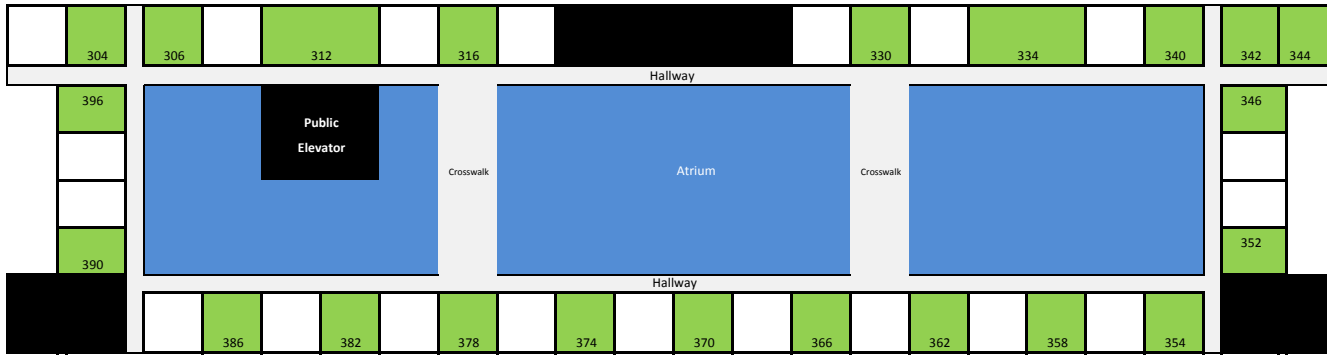 304 306 312 316 330 334 340 342 344
Hallway
396 346
Public
Elevator
Crosswalk Atrium Crosswalk
352
390
Hallway
386 382 378 374 370 366 362 358 354